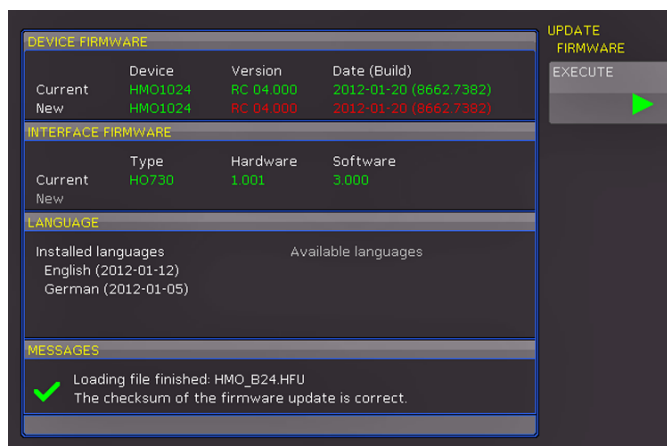 DEVICE FIRMWARE
Device Version Date (Build)
Current HMO1024 RC 04.000 2012-01-20 (8662.7382)
New HMO1024 RC 04.000 2012-01-20 (8662.7382)
INTERFACE FIRMWARE
Type Hardware Software
Current HO730 1.001 3.000
New
LANGUAGE
Installed languages Available languages
English (2012-01-12)
German (2012-01-05)
MESSAGES
Loading file finished: HMO_B24.HFU
The checksum of the firmware update is correct.
UPDATE
FIRMWARE
EXECUTE